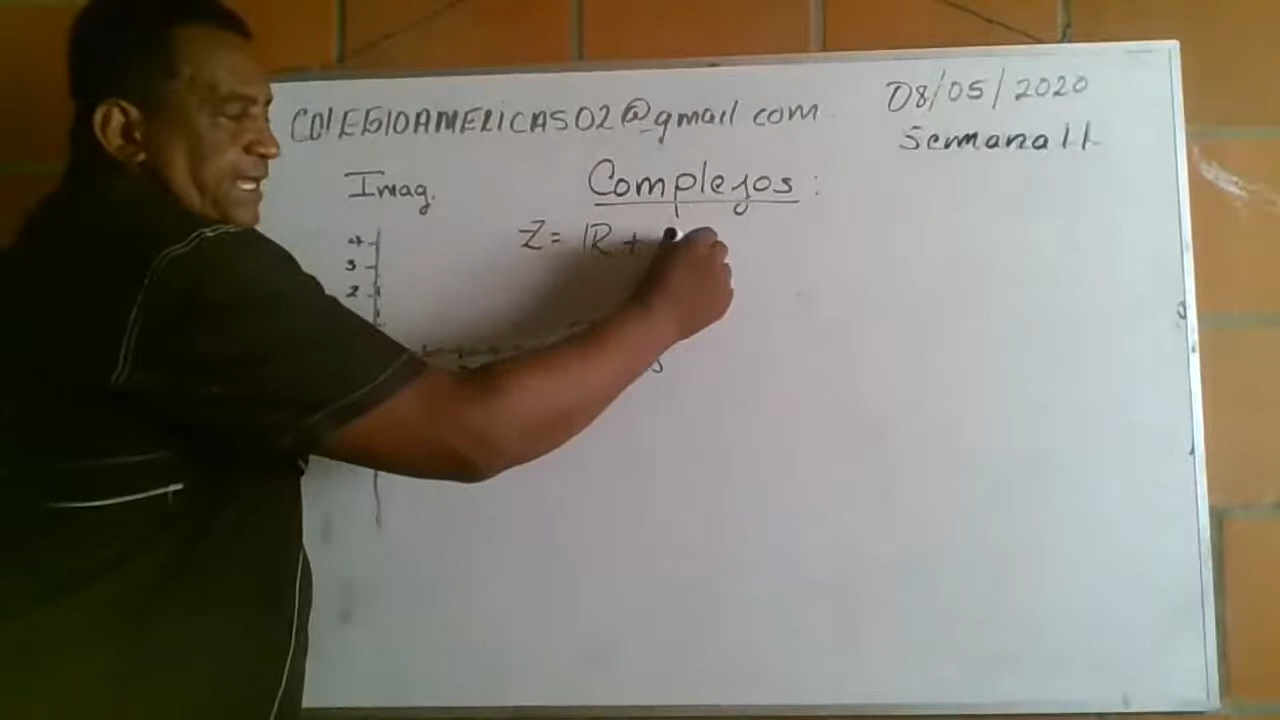 COLEGIOAMERICAS02@gmail com
08/05/2020
Semana 11
Imag.
Complejos:
Z = IR +
4
3
2